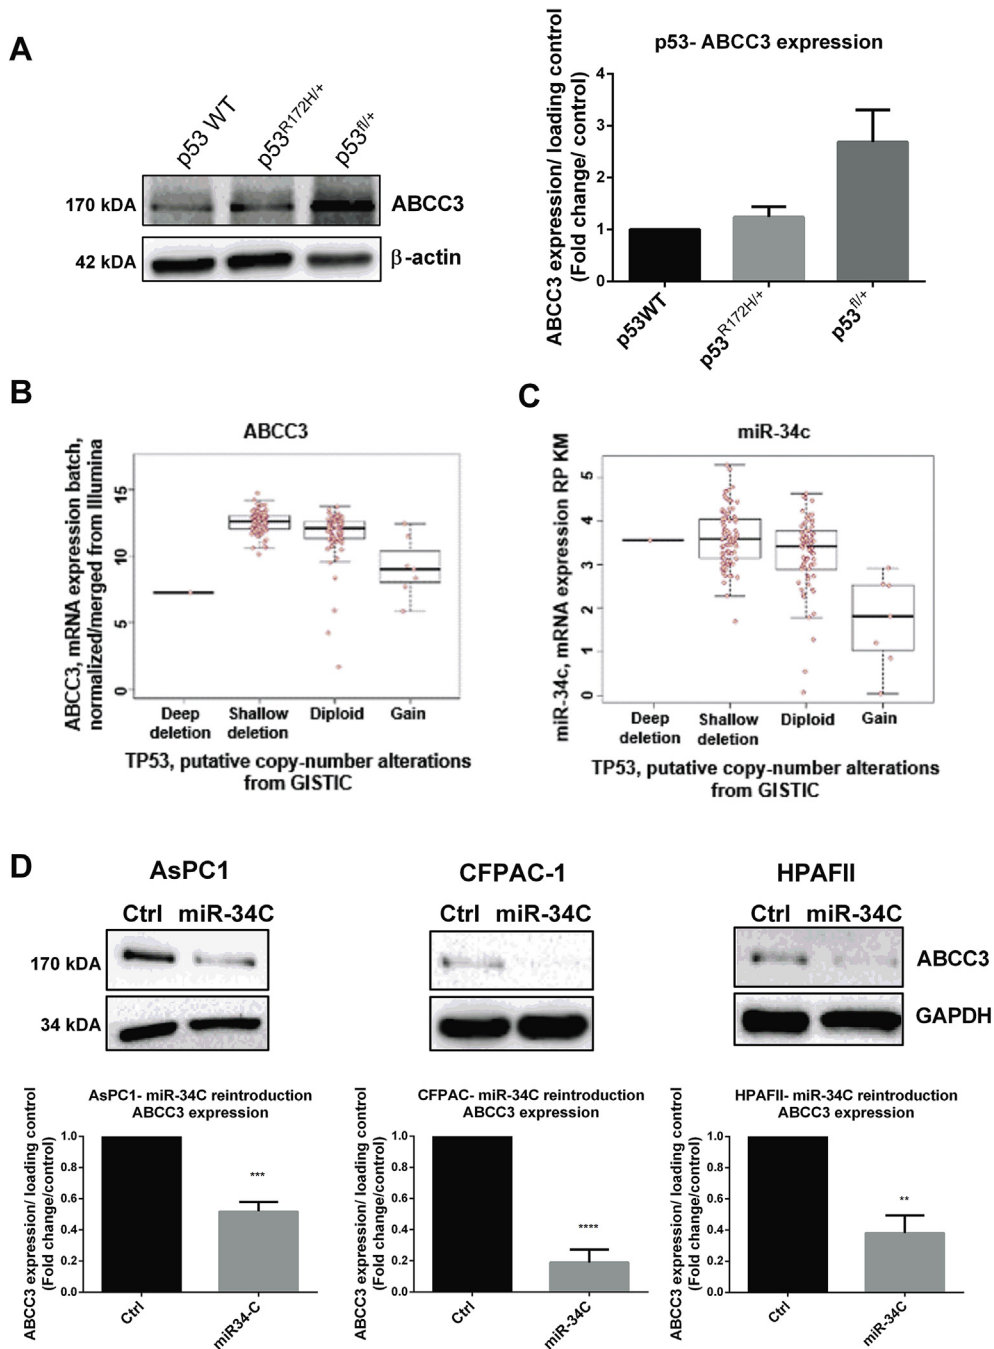 A
p53 WT
p53R172H/+
p53fl/+
170 kDA
ABCC3
42 kDA
β-actin
p53- ABCC3 expression
ABCC3 expression/ loading control
(Fold change/ control)
4
3
2
1
0
p53WT
p53R172H/+
p53fl/+
B
ABCC3
ABCC3, mRNA expression batch,
normalized/merged from Illumina
15
10
5
0
Deep
deletion
Shallow
deletion
Diploid
Gain
TP53, putative copy-number alterations
from GISTIC
C
miR-34c
miR-34c, mRNA expression RP KM
5
4
3
2
1
0
Deep
deletion
Shallow
deletion
Diploid
Gain
TP53, putative copy-number alterations
from GISTIC
D
AsPC1
Ctrl miR-34C
170 kDA
34 kDA
CFPAC-1
Ctrl miR-34C
HPAFII
Ctrl miR-34C
ABCC3
GAPDH
AsPC1- miR-34C reintroduction
ABCC3 expression
ABCC3 expression/ loading control
(Fold change/control)
1.0
0.8
0.6
0.4
0.2
0.0
***
Ctrl
miR34-C
CFPAC- miR-34C reintroduction
ABCC3 expression
ABCC3 expression/ loading control
(Fold change/control)
1.0
0.8
0.6
0.4
0.2
0.0
****
Ctrl
miR-34C
HPAFII- miR-34C reintroduction
ABCC3 expression
ABCC3 expression/ loading control
(Fold change/control)
1.0
0.8
0.6
0.4
0.2
0.0
**
Ctrl
miR-34C